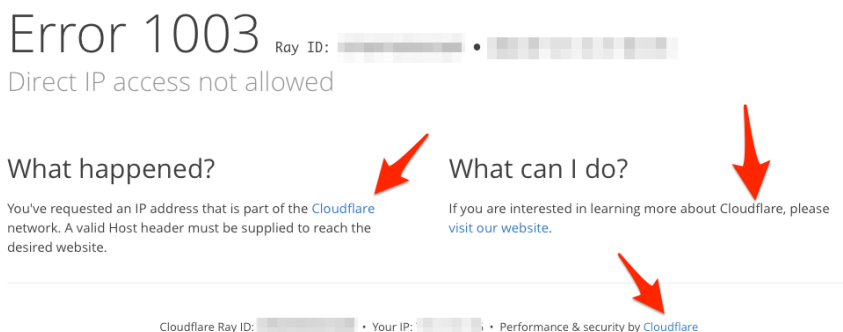 Error 1003 Ray ID: •
Direct IP access not allowed
What happened?
You've requested an IP address that is part of the Cloudflare
network. A valid Host header must be supplied to reach the
desired website.
What can I do?
If you are interested in learning more about Cloudflare, please
visit our website.
Cloudflare Ray ID: • Your IP: • Performance & security by Cloudflare